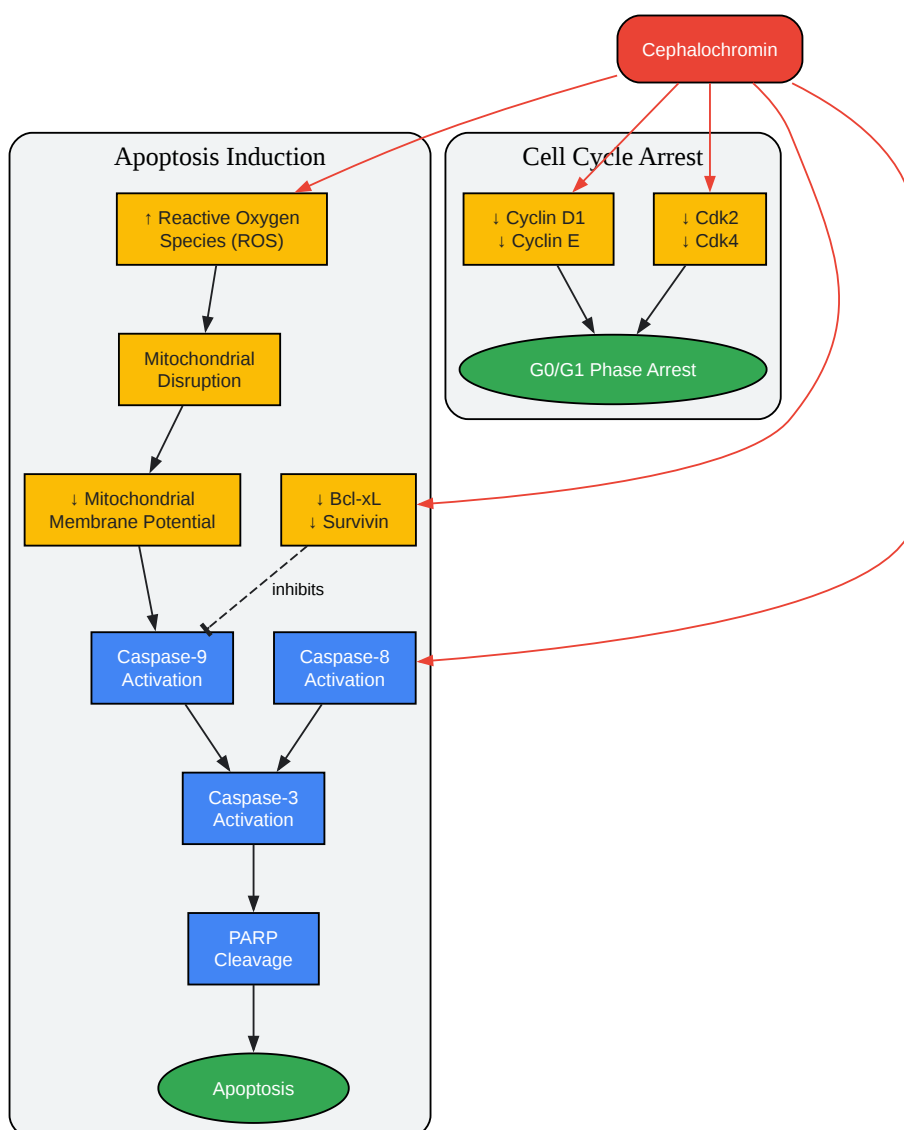 Cephalochromin
Apoptosis Induction
Cell Cycle Arrest
↑ Reactive Oxygen
Species (ROS)
↓ Cyclin D1
↓ Cyclin E
↓ Cdk2
↓ Cdk4
Mitochondrial
Disruption
G0/G1 Phase Arrest
↓ Mitochondrial
Membrane Potential
↓ Bcl-xL
↓ Survivin
inhibits
Caspase-9
Activation
Caspase-8
Activation
Caspase-3
Activation
PARP
Cleavage
Apoptosis